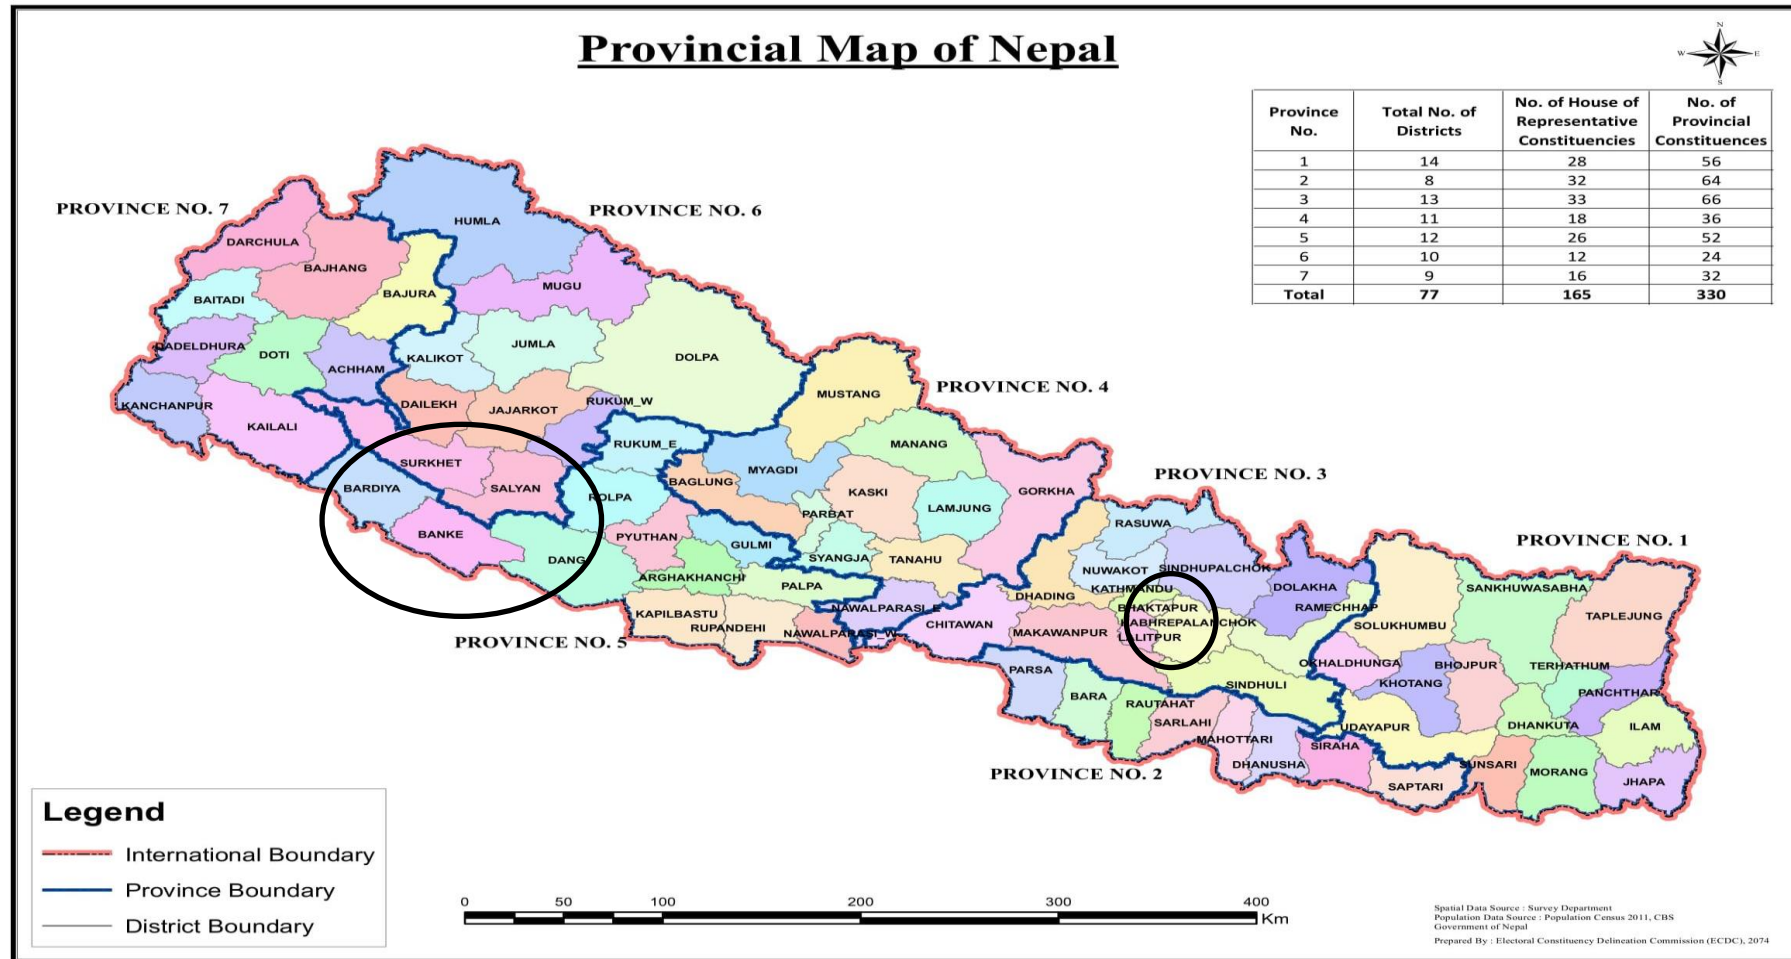 Provincial Map of Nepal
N
W E
S
Province No. Total No. of Districts No. of House of Representative Constituencies No. of Provincial Constituences
1 14 28 56
2 8 32 64
3 13 33 66
4 11 18 36
5 12 26 52
6 10 12 24
7 9 16 32
Total 77 165 330
PROVINCE NO. 7
PROVINCE NO. 6
HUMLA
DARCHULA
BAJHANG
BAJURA
MUGU
BAITADI
DADELDHURA
DOTI
ACHHAM
KALIKOT
JUMLA
DOLPA
KANCHANPUR
KAILALI
DAILEKH
JAJARKOT
RUKUM_W
MUSTANG
PROVINCE NO. 4
RUKUM_E
MANANG
SURKHET
MYAGDI
BARDIYA
SALYAN
ROLPA
BAGLUNG
KASKI
GORKHA
PARBAT
LAMJUNG
PROVINCE NO. 3
RASUWA
BANKE
PYUTHAN
GULMI
SYANGJA
TANAHU
DANG
ARGHAKHANCHI
PALPA
NUWAKOT
SINDHUPALCHOK
PROVINCE NO. 1
KATHMANDU
DHADING
DOLAKHA
SANKHUWASABHA
BHAKTAPUR
RAMECHHAP
KAPILBASTU
NAWALPARASI_E
KABHREPALANCHOK
TAPLEJUNG
RUPANDEHI
NAWALPARASI_W
CHITAWAN
MAKAWANPUR
LALITPUR
SOLUKHUMBU
PROVINCE NO. 5
PARSA
OKHALDHUNGA
BHOJPUR
TERHATHUM
BARA
SINDHULI
KHOTANG
PANCHTHAR
RAUTAHAT
SARLAHI
UDAYAPUR
DHANKUTA
ILAM
MAHOTTARI
SIRAHA
PROVINCE NO. 2
DHANUSHA
SUNSARI
MORANG
JHAPA
SAPTARI
Legend
International Boundary
Province Boundary
District Boundary
0 50 100 200 300 400
Km
Spatial Data Source : Survey Department
Population Data Source : Population Census 2011, CBS
Government of Nepal
Prepared By : Electoral Constituency Delineation Commission (ECDC), 2074